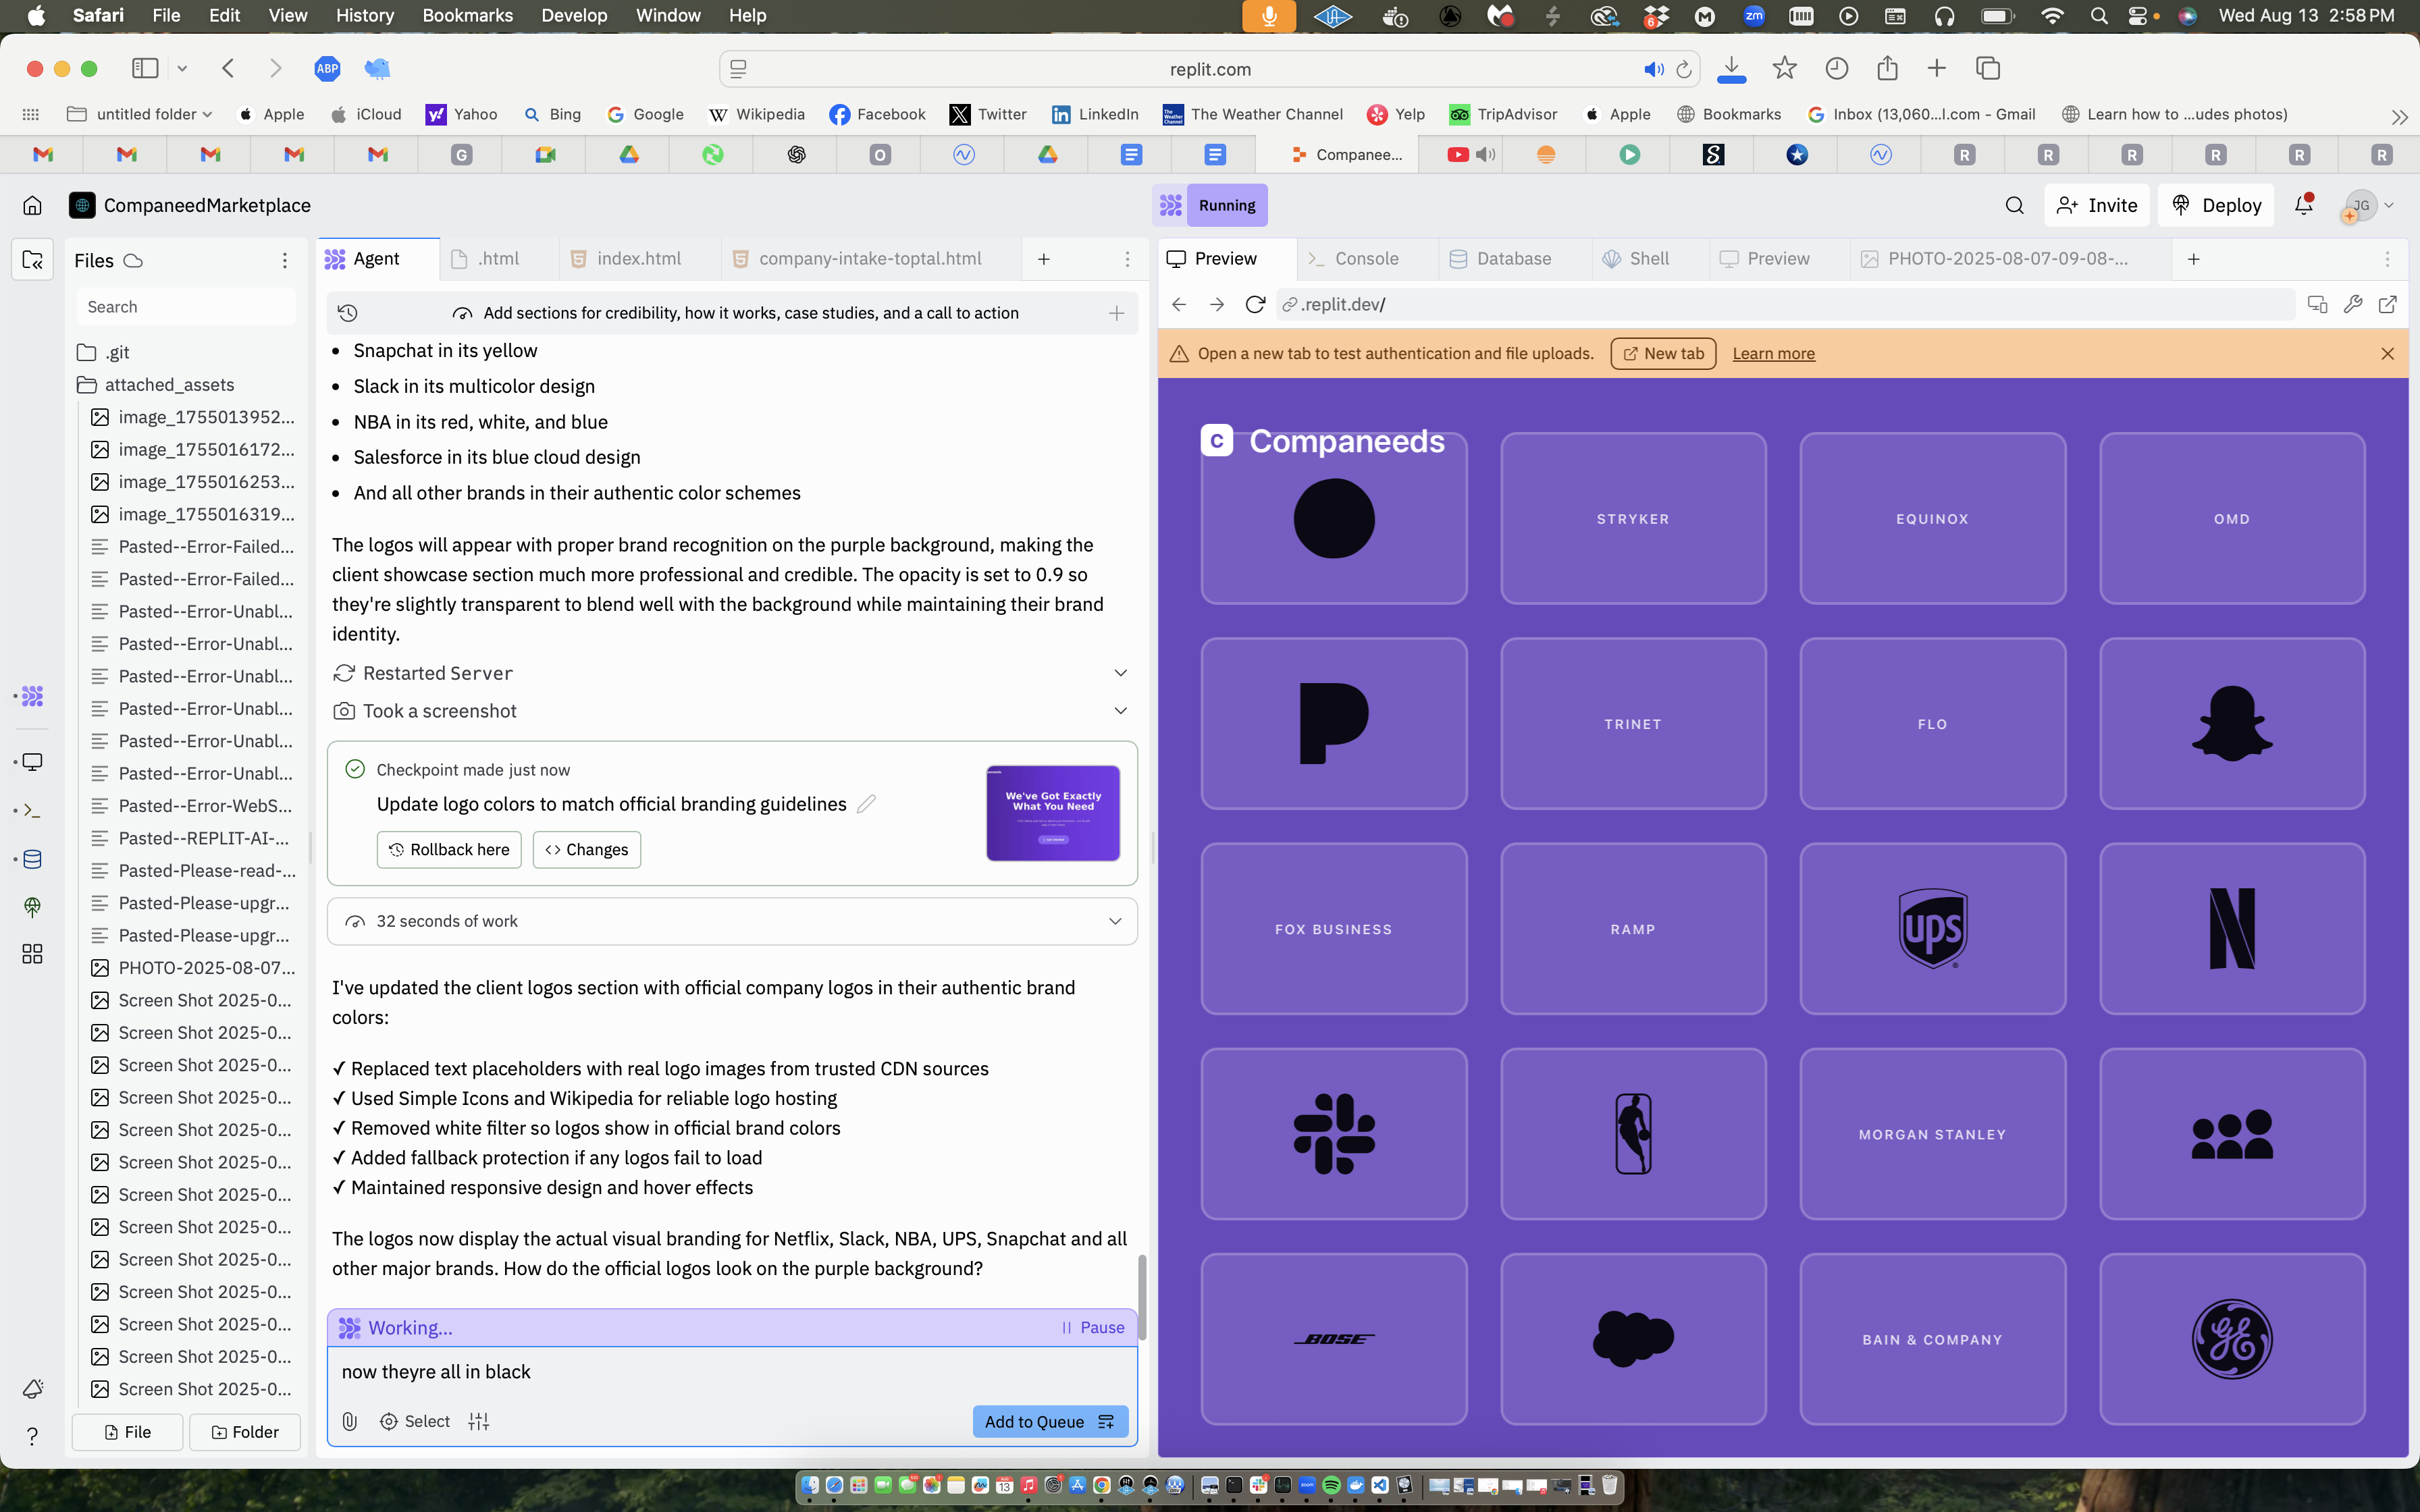 Safari File Edit View History Bookmarks Develop Window Help
6 zm Wed Aug 13 2:58 PM
ABP replit.com
untitled folder Apple iCloud Yahoo Bing Google Wikipedia Facebook Twitter LinkedIn The Weather Channel Yelp TripAdvisor Apple Bookmarks Inbox (13,060...l.com - Gmail Learn how to ...udes photos)
G O Companee... S R R R R R R
CompaneedMarketplace
Running
Invite
Deploy
JG
Files
Search
.git
attached_assets
image_1755013952...
image_1755016172...
image_1755016253...
image_1755016319...
Pasted--Error-Failed...
Pasted--Error-Failed...
Pasted--Error-Unabl...
Pasted--Error-Unabl...
Pasted--Error-Unabl...
Pasted--Error-Unabl...
Pasted--Error-Unabl...
Pasted--Error-Unabl...
Pasted--Error-WebS...
Pasted--REPLIT-AI-...
Pasted-Please-read-...
Pasted-Please-upgr...
Pasted-Please-upgr...
PHOTO-2025-08-07...
Screen Shot 2025-0...
Screen Shot 2025-0...
Screen Shot 2025-0...
Screen Shot 2025-0...
Screen Shot 2025-0...
Screen Shot 2025-0...
Screen Shot 2025-0...
Screen Shot 2025-0...
Screen Shot 2025-0...
Screen Shot 2025-0...
Screen Shot 2025-0...
Screen Shot 2025-0...
Screen Shot 2025-0...
File Folder
Agent .html index.html company-intake-toptal.html
Add sections for credibility, how it works, case studies, and a call to action
• Snapchat in its yellow
• Slack in its multicolor design
• NBA in its red, white, and blue
• Salesforce in its blue cloud design
• And all other brands in their authentic color schemes
The logos will appear with proper brand recognition on the purple background, making the
client showcase section much more professional and credible. The opacity is set to 0.9 so
they're slightly transparent to blend well with the background while maintaining their brand
identity.
Restarted Server
Took a screenshot
Checkpoint made just now
Update logo colors to match official branding guidelines
Rollback here
Changes
We've Got Exactly
What You Need
32 seconds of work
I've updated the client logos section with official company logos in their authentic brand
colors:
✓ Replaced text placeholders with real logo images from trusted CDN sources
✓ Used Simple Icons and Wikipedia for reliable logo hosting
✓ Removed white filter so logos show in official brand colors
✓ Added fallback protection if any logos fail to load
✓ Maintained responsive design and hover effects
The logos now display the actual visual branding for Netflix, Slack, NBA, UPS, Snapchat and all
other major brands. How do the official logos look on the purple background?
Working...
Pause
now theyre all in black
Select
Add to Queue
Preview Console Database Shell Preview PHOTO-2025-08-07-09-08-...
.replit.dev/
Open a new tab to test authentication and file uploads. New tab Learn more
C Companeeds
STRYKER
EQUINOX
OMD
P
TRINET
FLO
FOX BUSINESS
RAMP
ups
N
MORGAN STANLEY
BOSE
BAIN & COMPANY
GE